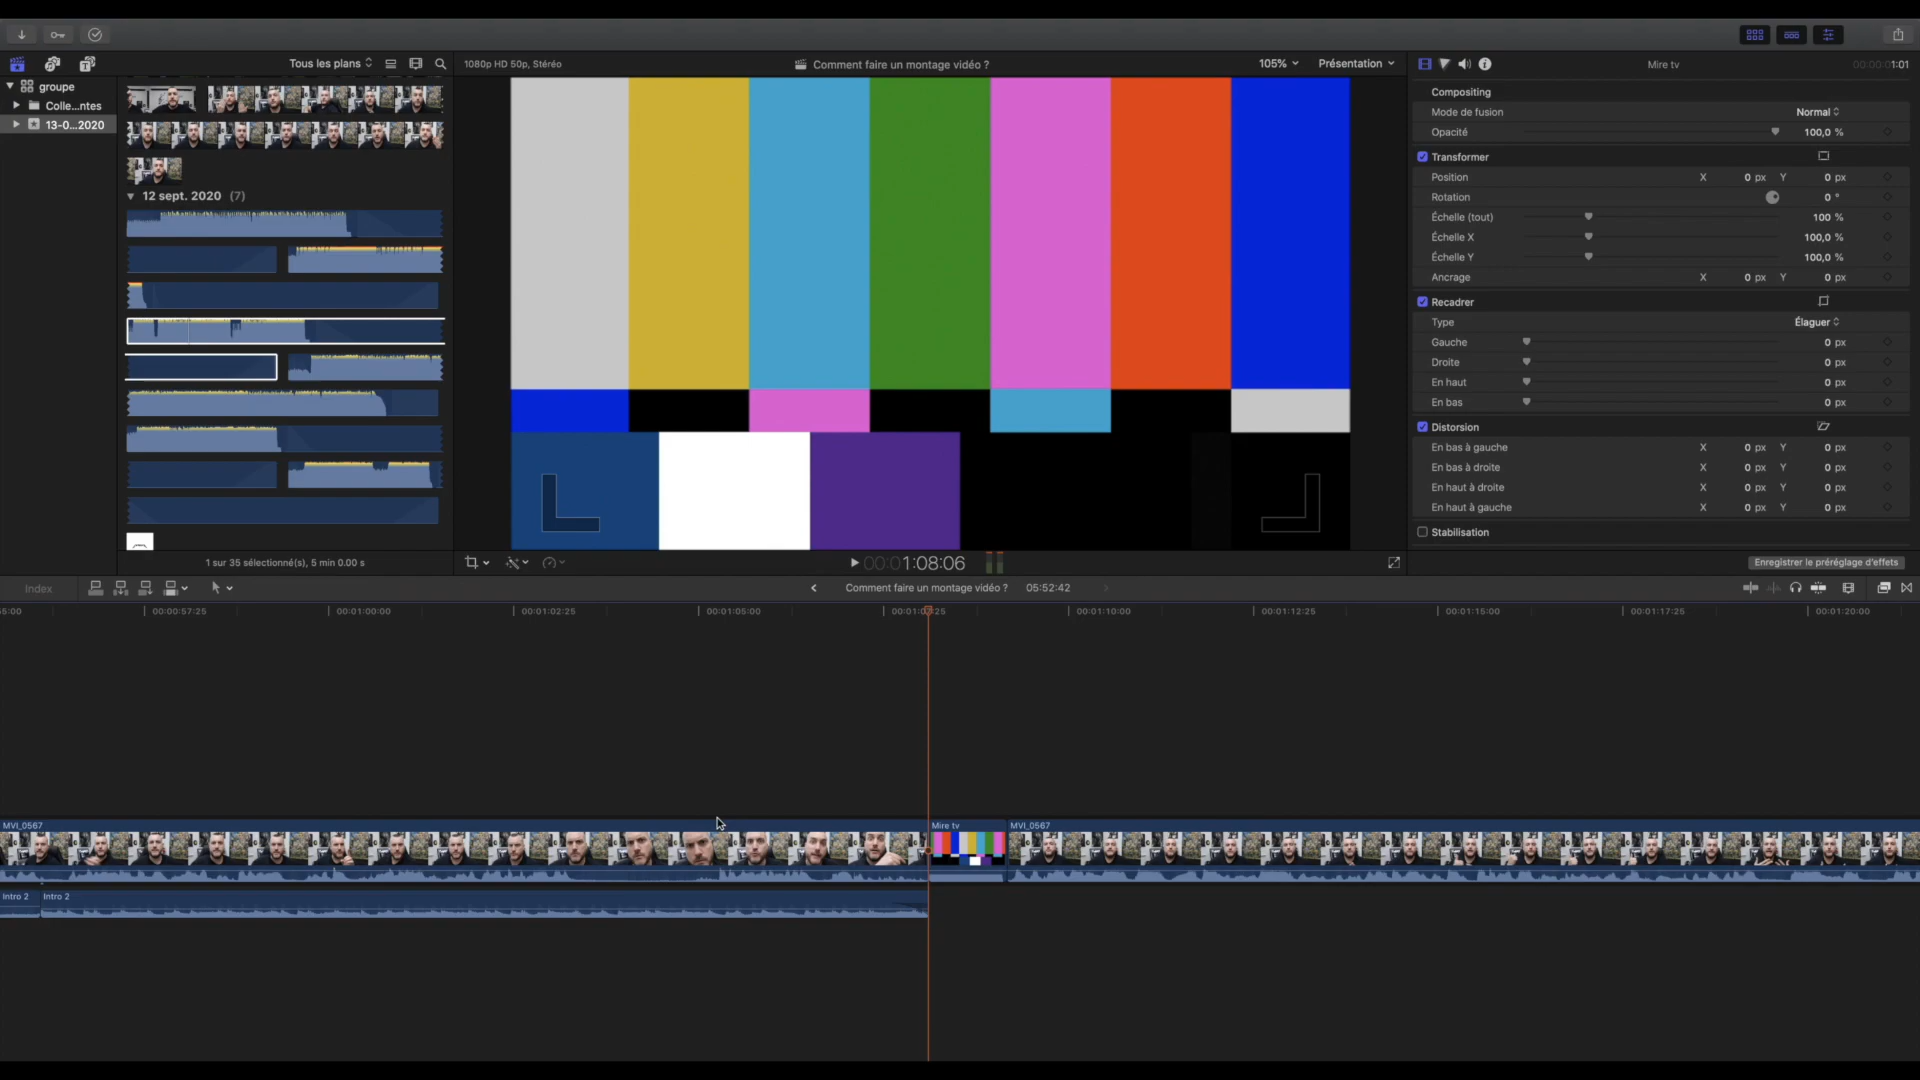 Tous les plans
1080p HD 50p, Stéréo
Comment faire un montage vidéo ?
105%
Présentation
Mire tv
00:00:01:01
groupe
Colle...ntes
13-0...2020
12 sept. 2020 (7)
1 sur 35 sélectionné(s), 5 min 0.00 s
00:00:1:08:06
Compositing
Mode de fusion Normal
Opacité 100,0 %
Transformer
Position X 0 px Y 0 px
Rotation 0 °
Échelle (tout) 100 %
Échelle X 100,0 %
Échelle Y 100,0 %
Ancrage X 0 px Y 0 px
Recadrer
Type Élaguer
Gauche 0 px
Droite 0 px
En haut 0 px
En bas 0 px
Distorsion
En bas à gauche X 0 px Y 0 px
En bas à droite X 0 px Y 0 px
En haut à droite X 0 px Y 0 px
En haut à gauche X 0 px Y 0 px
Stabilisation
Enregistrer le préréglage d'effets
Index
Comment faire un montage vidéo ? 05:52:42
55:00 00:00:57:25 00:01:00:00 00:01:02:25 00:01:05:00 00:01:07:25 00:01:10:00 00:01:12:25 00:01:15:00 00:01:17:25 00:01:20:00
MVI_0567 Mire tv MVI_0567
Intro 2 Intro 2